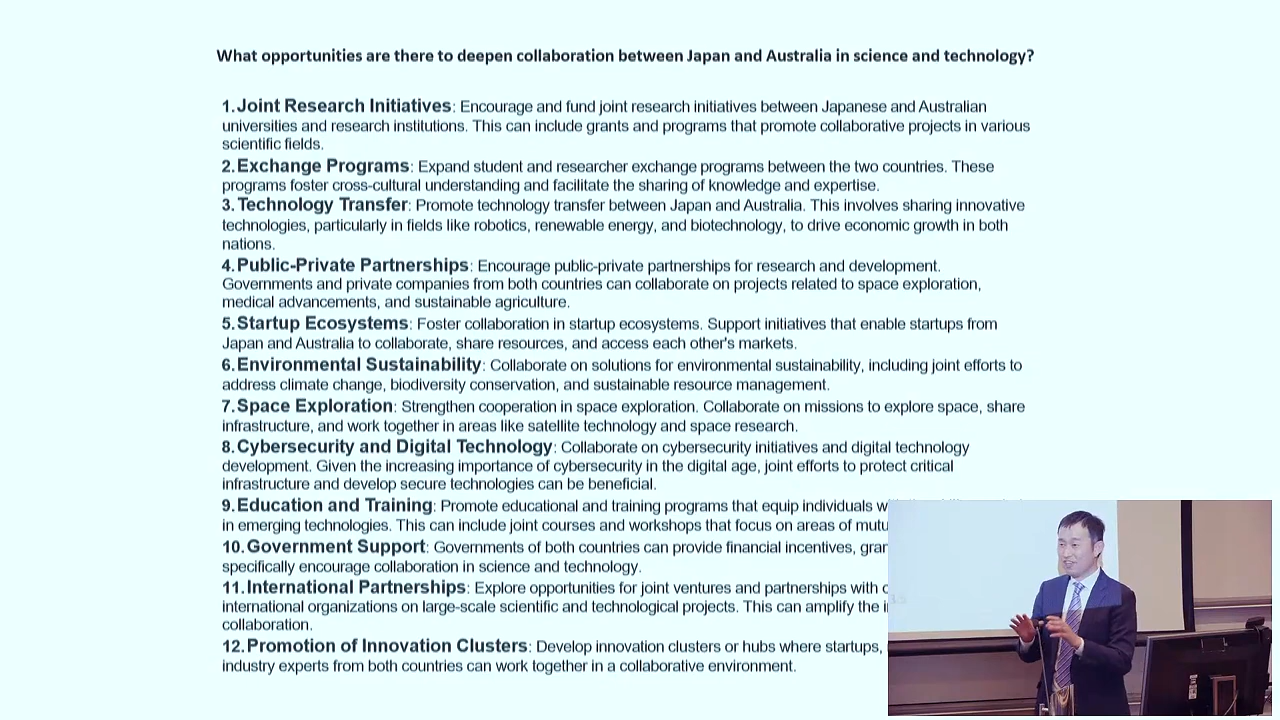 What opportunities are there to deepen collaboration between Japan and Australia in science and technology?
1.Joint Research Initiatives: Encourage and fund joint research initiatives between Japanese and Australian
universities and research institutions. This can include grants and programs that promote collaborative projects in various
scientific fields.
2.Exchange Programs: Expand student and researcher exchange programs between the two countries. These
programs foster cross-cultural understanding and facilitate the sharing of knowledge and expertise.
3.Technology Transfer: Promote technology transfer between Japan and Australia. This involves sharing innovative
technologies, particularly in fields like robotics, renewable energy, and biotechnology, to drive economic growth in both
nations.
4.Public-Private Partnerships: Encourage public-private partnerships for research and development.
Governments and private companies from both countries can collaborate on projects related to space exploration,
medical advancements, and sustainable agriculture.
5.Startup Ecosystems: Foster collaboration in startup ecosystems. Support initiatives that enable startups from
Japan and Australia to collaborate, share resources, and access each other's markets.
6.Environmental Sustainability: Collaborate on solutions for environmental sustainability, including joint efforts to
address climate change, biodiversity conservation, and sustainable resource management.
7.Space Exploration: Strengthen cooperation in space exploration. Collaborate on missions to explore space, share
infrastructure, and work together in areas like satellite technology and space research.
8.Cybersecurity and Digital Technology: Collaborate on cybersecurity initiatives and digital technology
development. Given the increasing importance of cybersecurity in the digital age, joint efforts to protect critical
infrastructure and develop secure technologies can be beneficial.
9.Education and Training: Promote educational and training programs that equip individuals
in emerging technologies. This can include joint courses and workshops that focus on areas of
10.Government Support: Governments of both countries can provide financial incentives,
specifically encourage collaboration in science and technology.
11.International Partnerships: Explore opportunities for joint ventures and partnerships with
international organizations on large-scale scientific and technological projects. This can amplify the
collaboration.
12.Promotion of Innovation Clusters: Develop innovation clusters or hubs where startups,
industry experts from both countries can work together in a collaborative environment.